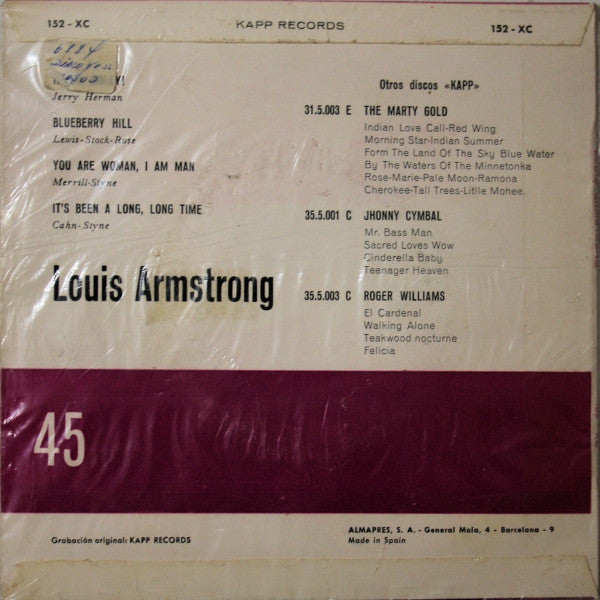 152 - XC
KAPP RECORDS
152 - XC
6884
Y!
Jerry Herman
BLUEBERRY HILL
Lewis-Stock-Rose
YOU ARE WOMAN, I AM MAN
Merrill-Styne
IT'S BEEN A LONG, LONG TIME
Cahn-Styne
Louis Armstrong
Otros discos «KAPP»
31.5.003 E THE MARTY GOLD
Indian Love Call-Red Wing
Morning Star-Indian Summer
Form The Land Of The Sky Blue Water
By The Waters Of The Minnetonka
Rose-Marie-Pale Moon-Ramona
Cherokee-Tall Trees-Litlle Mohee.
35.5.001 C JHONNY CYMBAL
Mr. Bass Man
Sacred Loves Wow
Cinderella Baby
Teenager Heaven
35.5.003 C ROGER WILLIAMS
El Cardenal
Walking Alone
Teakwood nocturne
Felicia
45
Grabación original: KAPP RECORDS
ALMAPRES, S. A. - General Mola, 4 - Barcelona - 9
Made in Spain